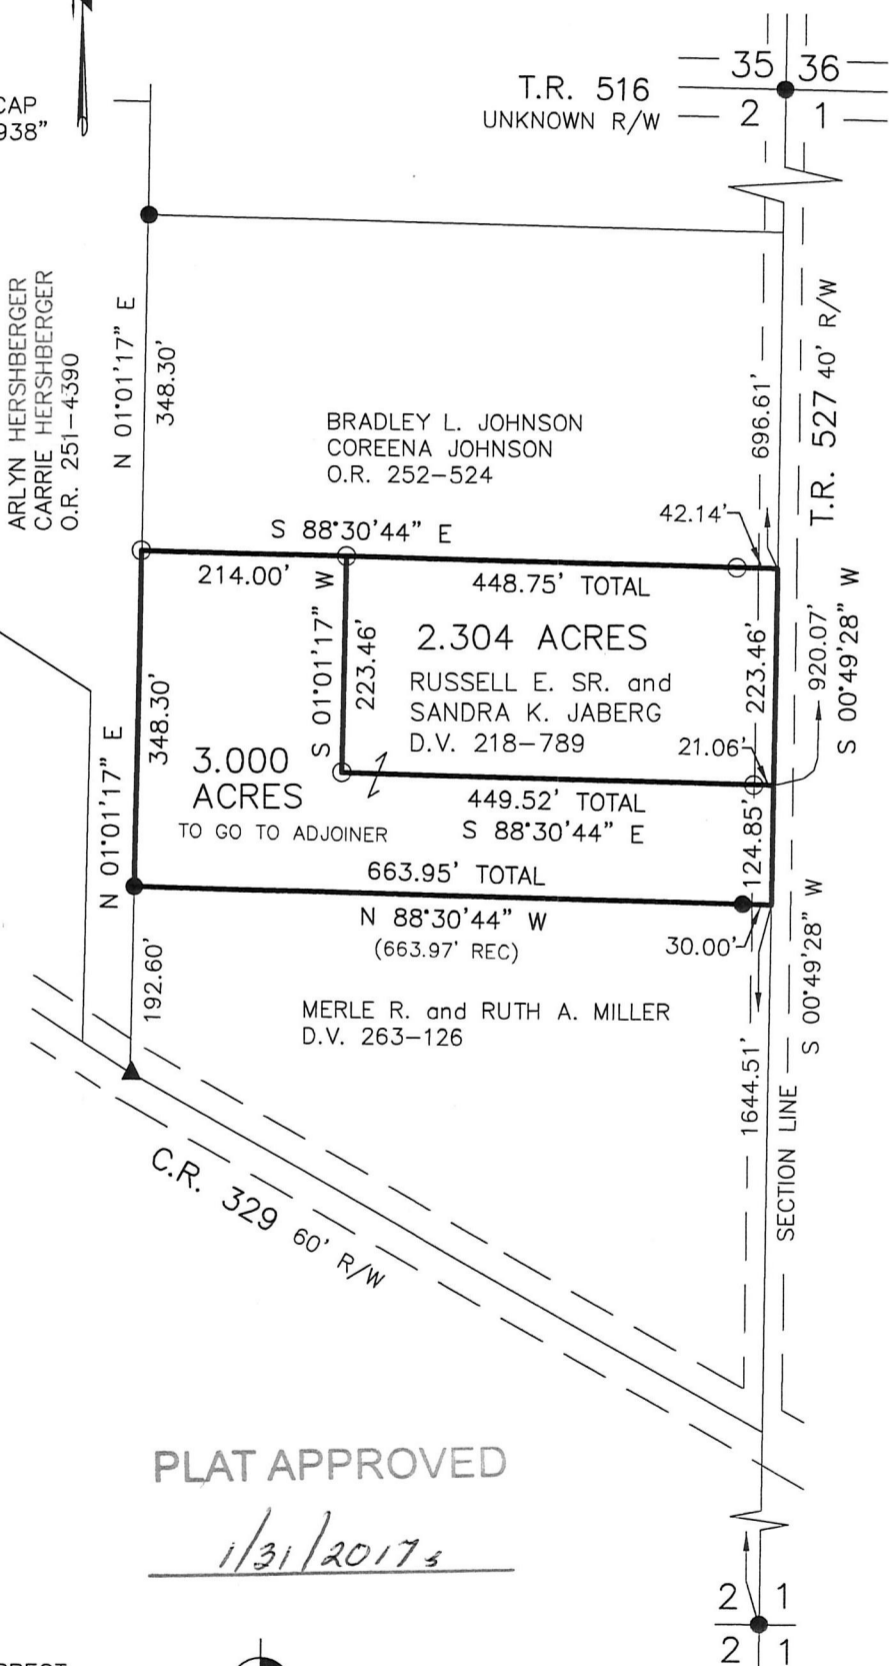 CAP
938"
T.R. 516
UNKNOWN R/W
35 36
2 1
ARLYN HERSHBERGER
CARRIE HERSHBERGER
O.R. 251-4390
N 01°01'17" E
348.30'
BRADLEY L. JOHNSON
COREENA JOHNSON
O.R. 252-524
696.61'
T.R. 527 40' R/W
S 88°30'44" E
42.14'
214.00'
448.75' TOTAL
S 01°01'17" W
223.46'
2.304 ACRES
RUSSELL E. SR. and
SANDRA K. JABERG
D.V. 218-789
223.46'
920.07'
S 00°49'28" W
N 01°01'17" E
348.30'
3.000
ACRES
TO GO TO ADJOINER
21.06'
449.52' TOTAL
S 88°30'44" E
124.85'
663.95' TOTAL
N 88°30'44" W
(663.97' REC)
30.00'
S 00°49'28" W
192.60'
MERLE R. and RUTH A. MILLER
D.V. 263-126
1644.51'
SECTION LINE
C.R. 329 60' R/W
PLAT APPROVED
1/31/2017
2 1
2 1